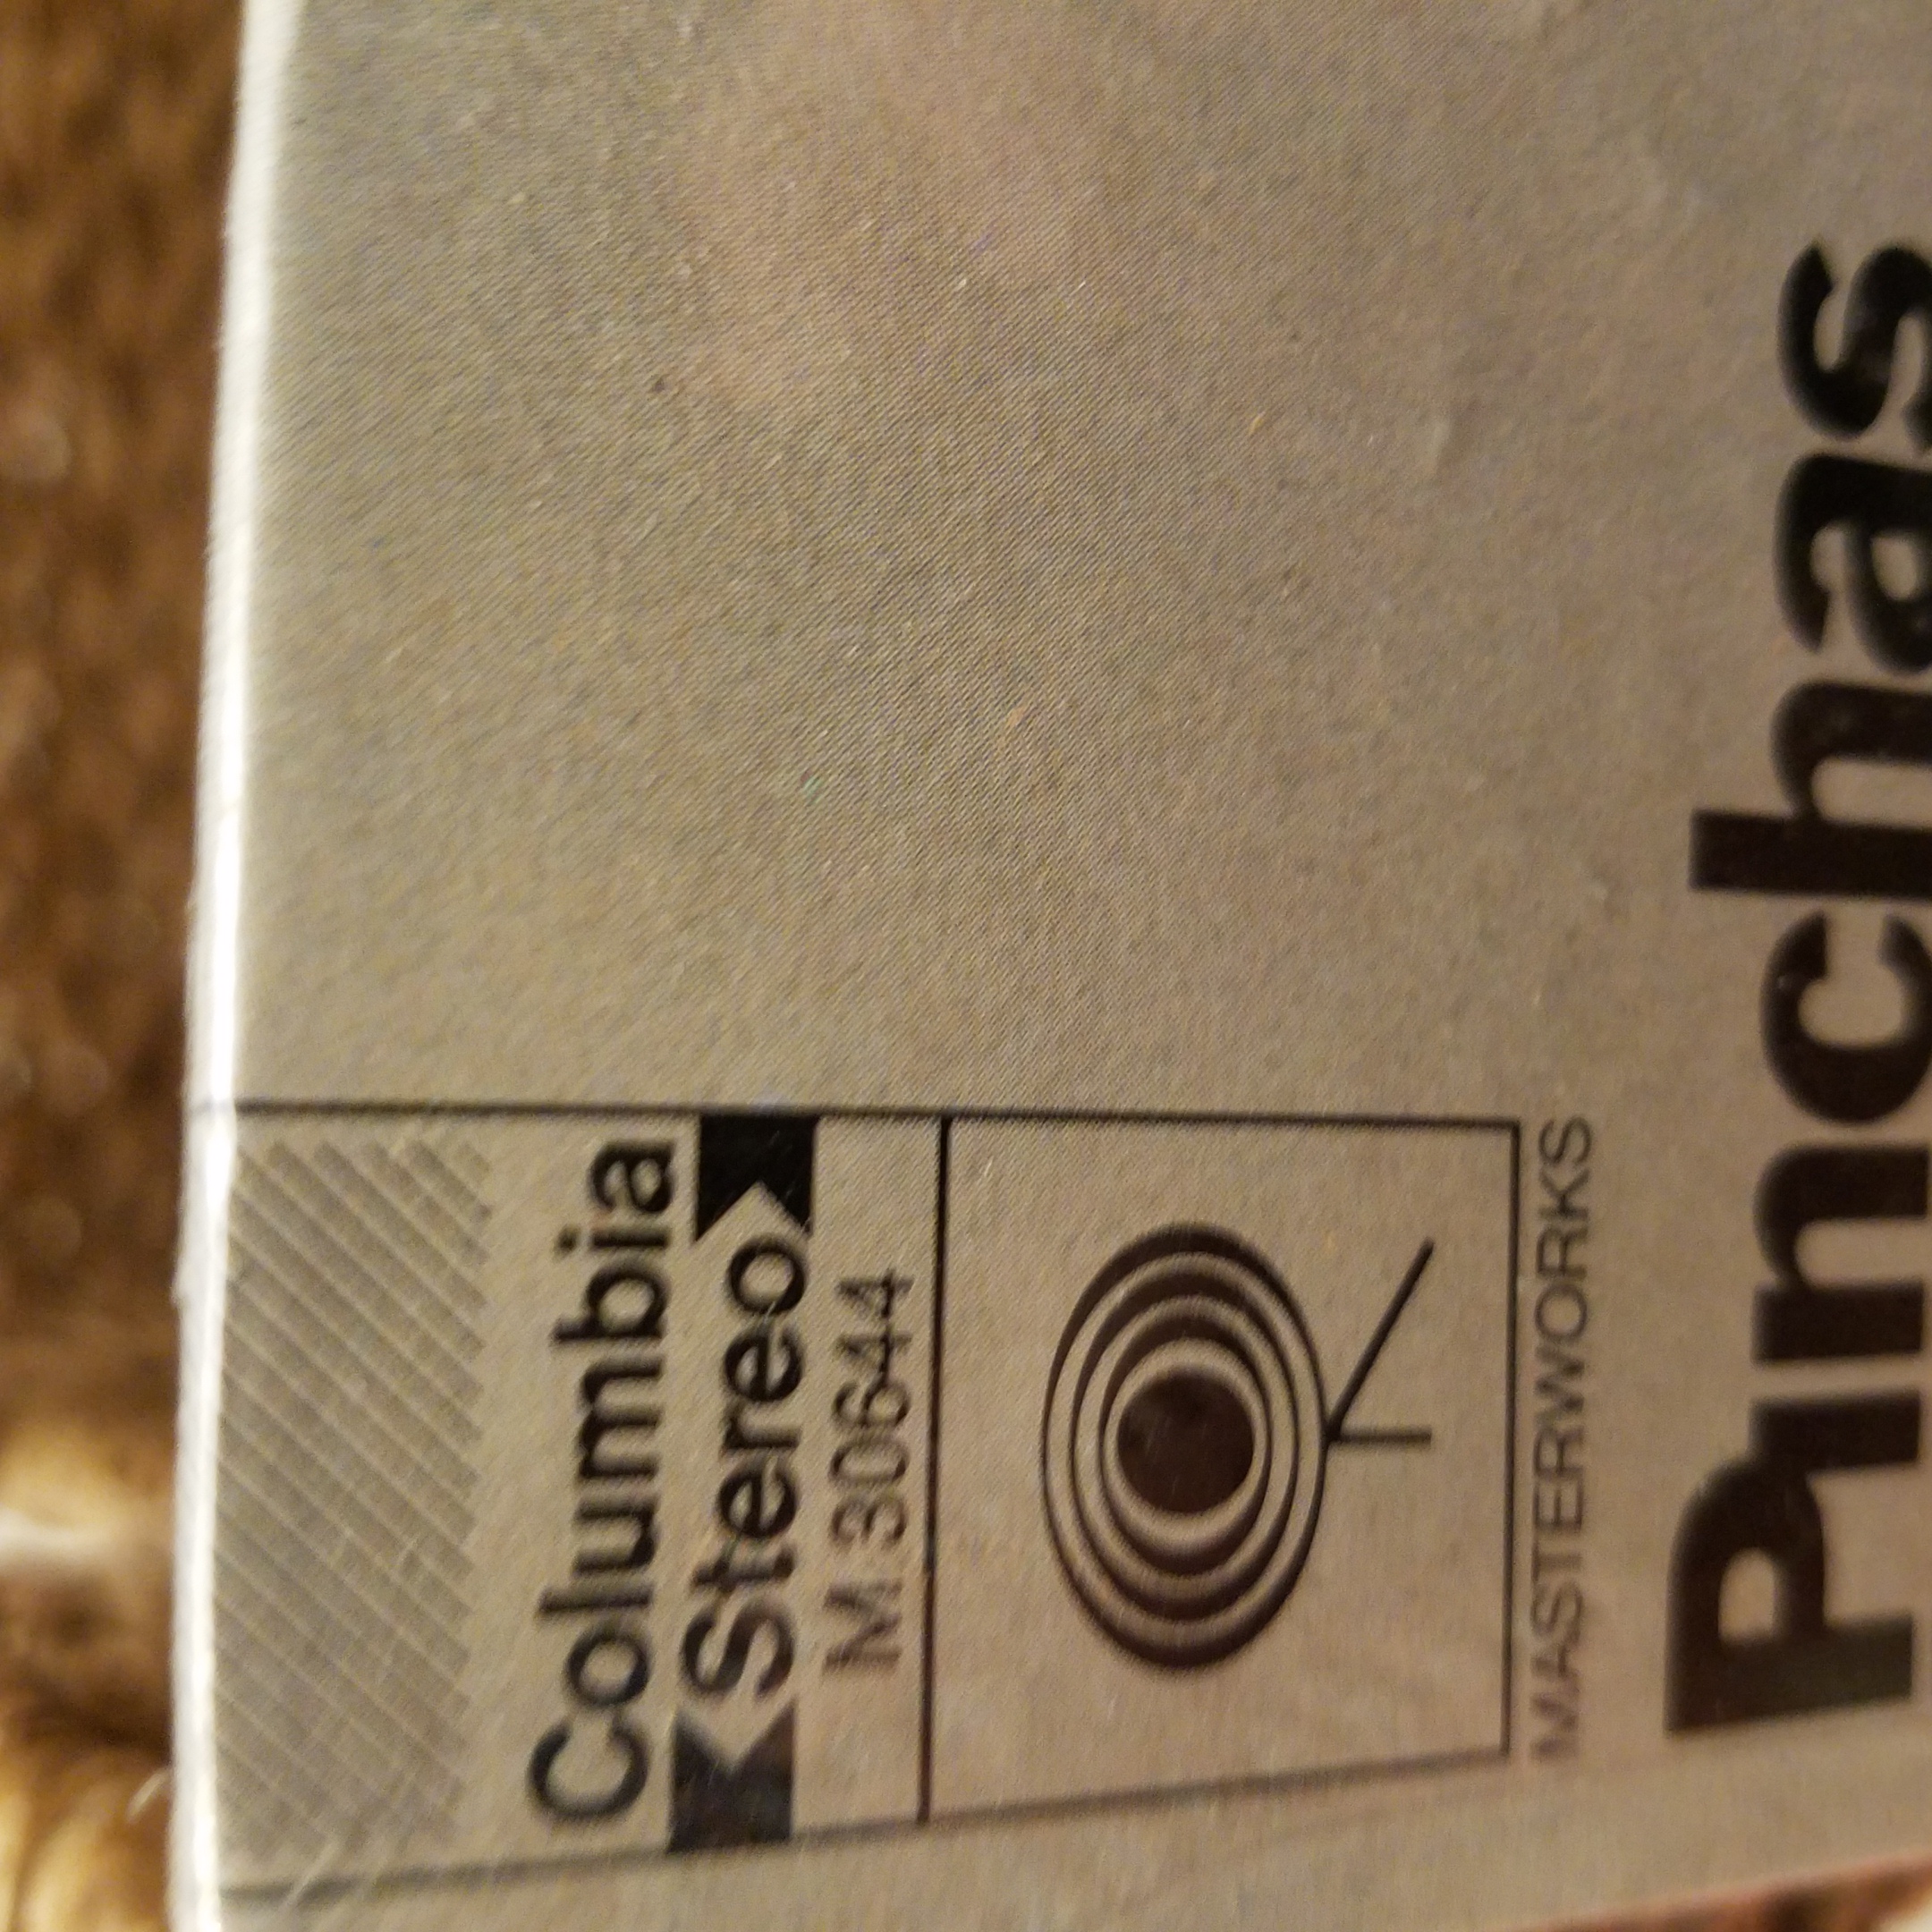 Columbia
Stereo
M 30644
MASTERWORKS
Pinchas